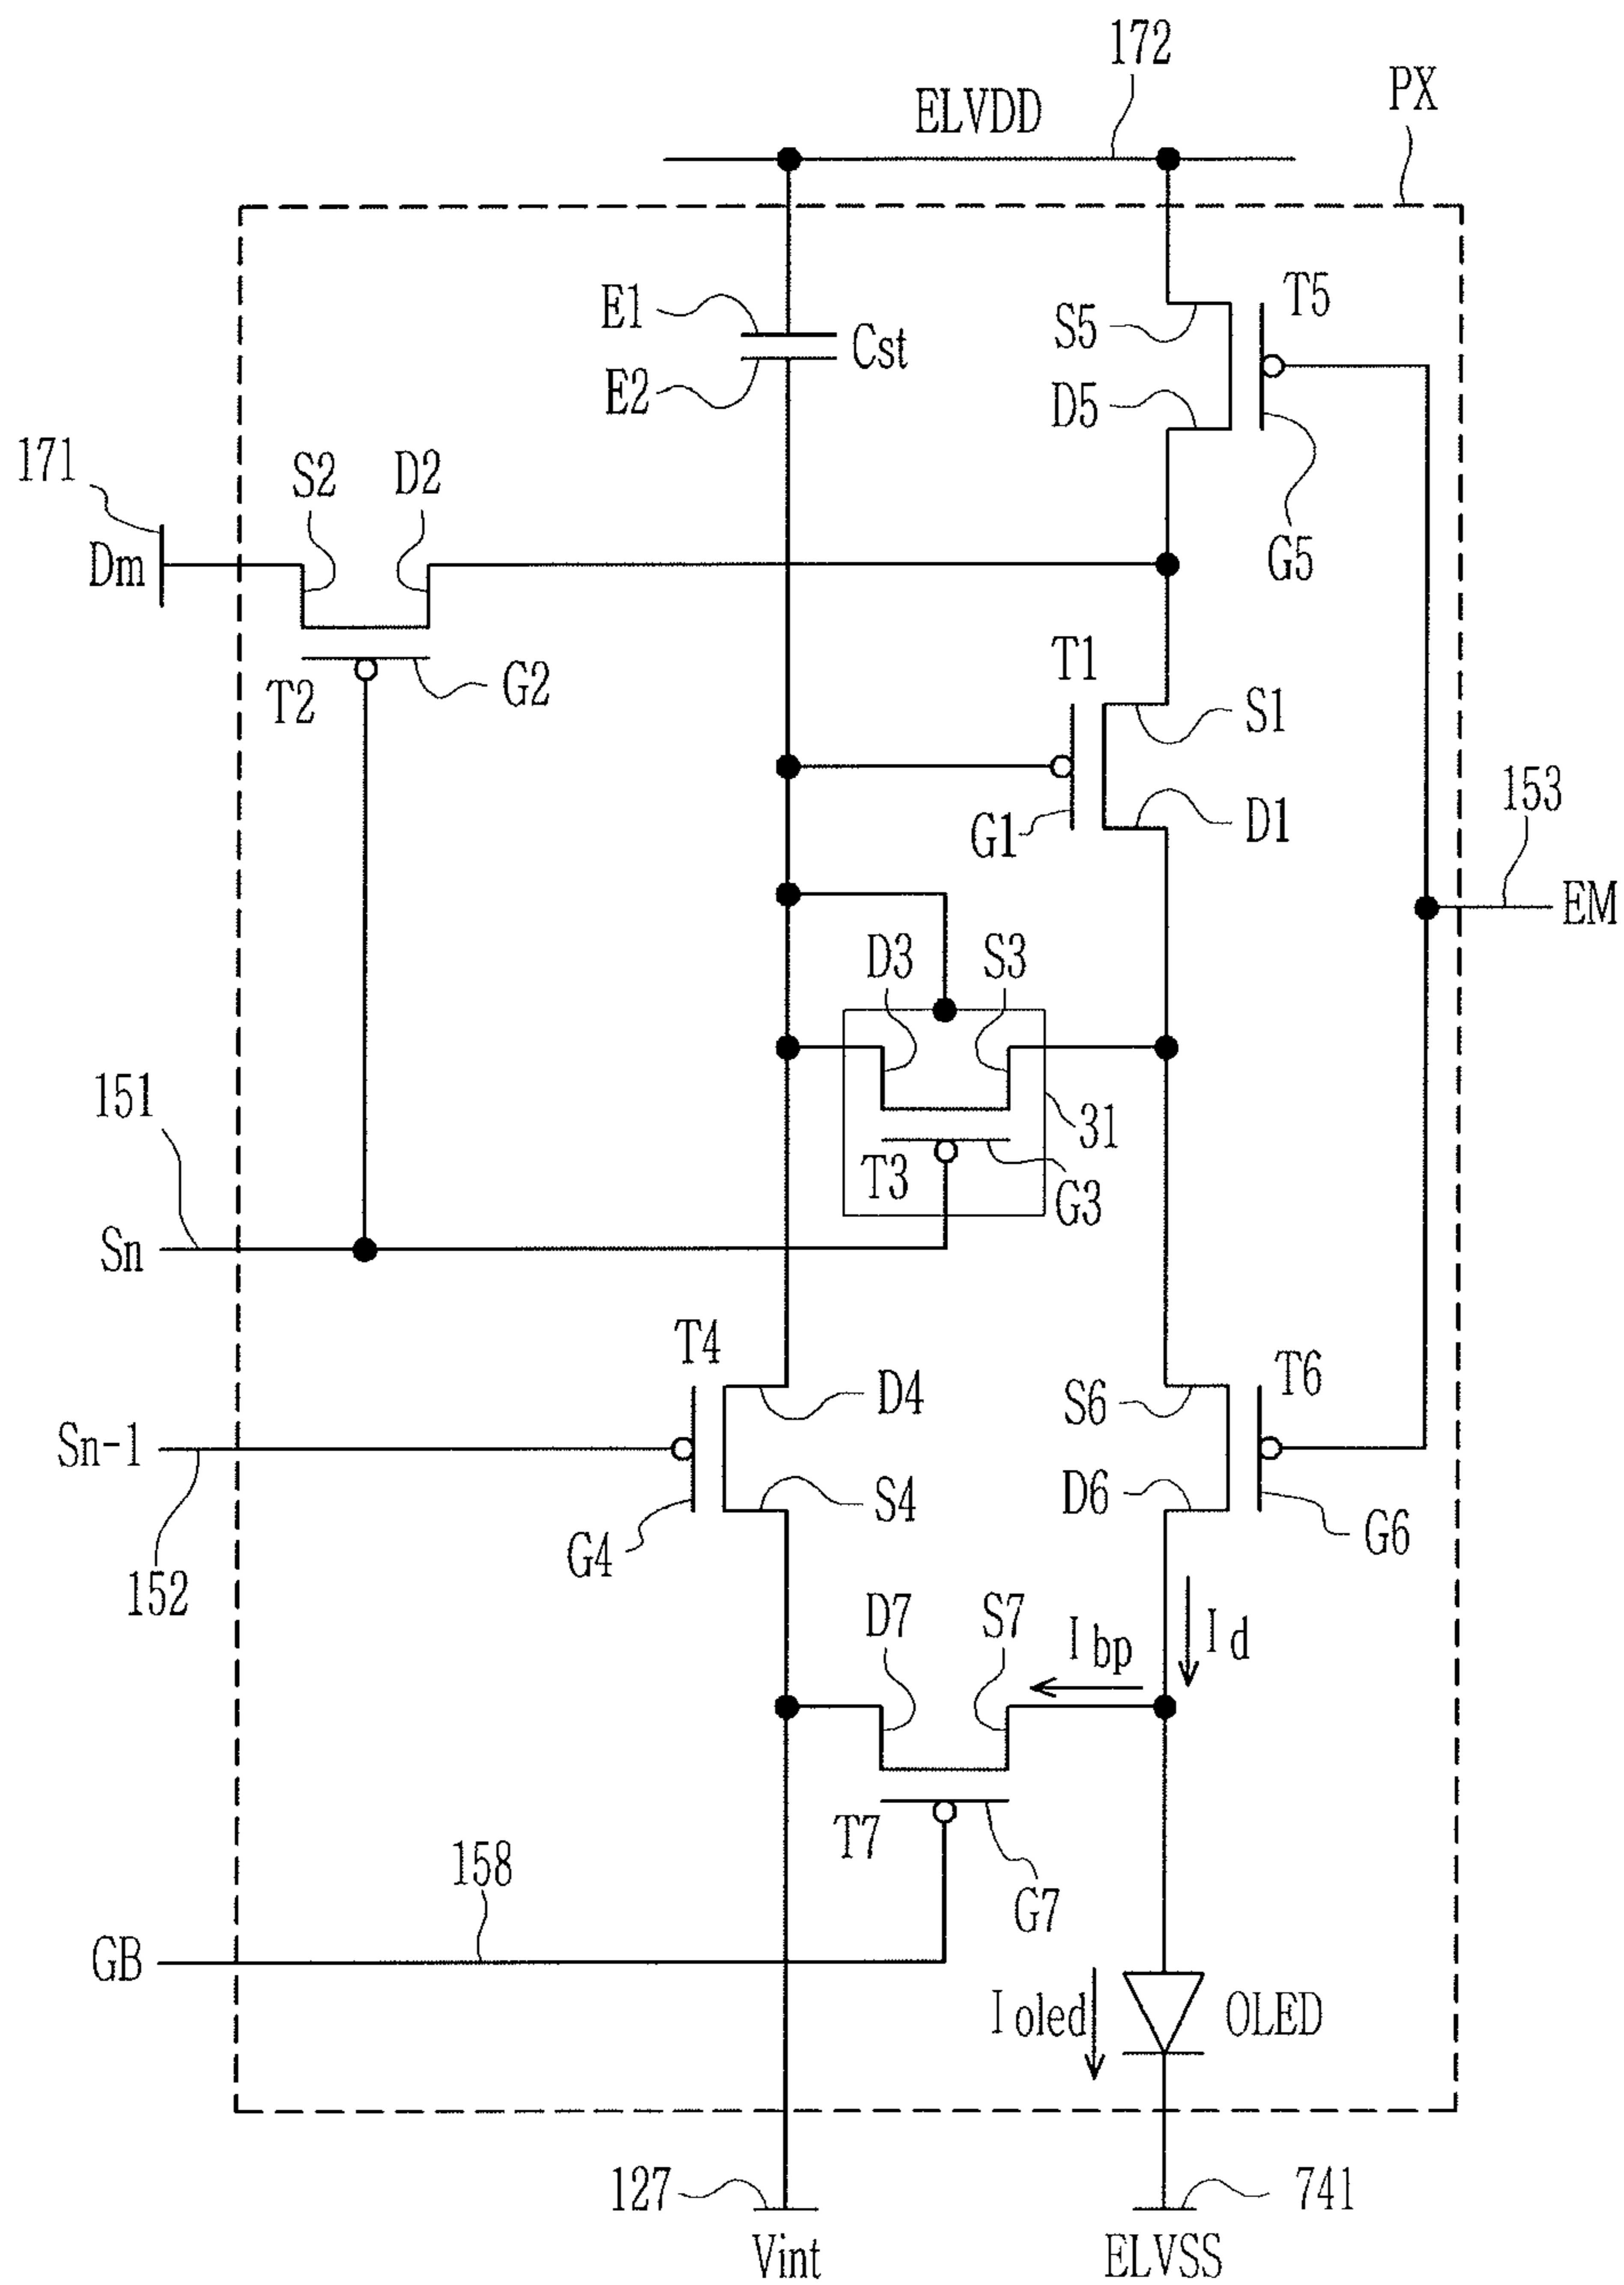 172
ELVDD
PX
E1
Cst
E2
S5
T5
D5
G5
171
S2
D2
Dm
T2
G2
T1
S1
G1
D1
153
EM
D3
S3
151
31
T3
G3
Sn
T4
D4
S6
T6
Sn-1
S4
D6
G4
G6
152
D7
S7
I bp
I d
T7
158
G7
GB
I oled
OLED
127
741
Vint
ELVSS